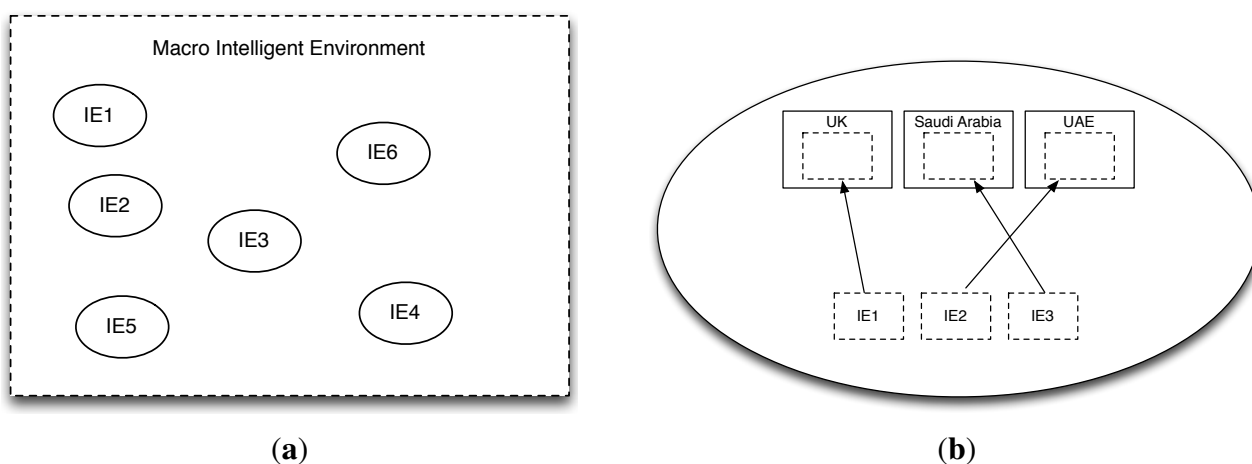 Macro Intelligent Environment
IE1
IE6
IE2
IE3
IE4
IE5
(a)
UK
Saudi Arabia
UAE
IE1
IE2
IE3
(b)